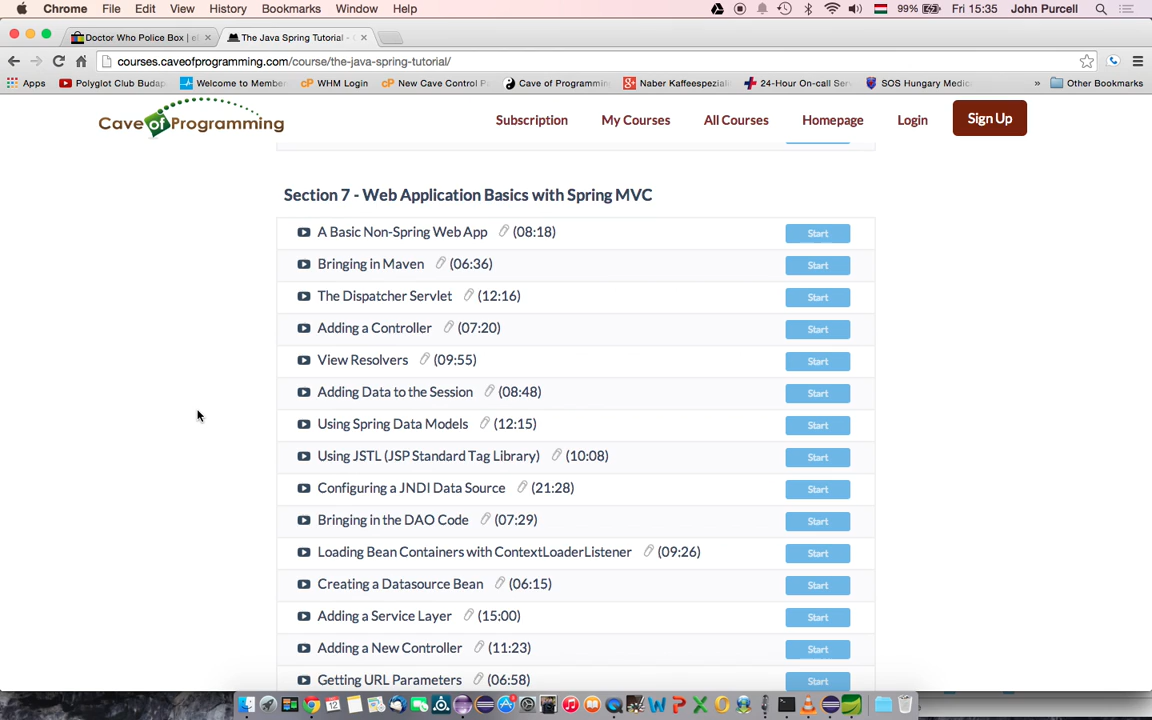 Chrome File Edit View History Bookmarks Window Help 99% Fri 15:35 John Purcell
Doctor Who Police Box | el The Java Spring Tutorial -
courses.caveofprogramming.com/course/the-java-spring-tutorial/
Apps Polyglot Club Budap Welcome to Member WHM Login New Cave Control P Cave of Programming Naber Kaffeespeziali 24-Hour On-call Serv SOS Hungary Medic » Other Bookmarks
Cave of Programming Subscription My Courses All Courses Homepage Login Sign Up
Section 7 - Web Application Basics with Spring MVC
A Basic Non-Spring Web App (08:18) Start
Bringing in Maven (06:36) Start
The Dispatcher Servlet (12:16) Start
Adding a Controller (07:20) Start
View Resolvers (09:55) Start
Adding Data to the Session (08:48) Start
Using Spring Data Models (12:15) Start
Using JSTL (JSP Standard Tag Library) (10:08) Start
Configuring a JNDI Data Source (21:28) Start
Bringing in the DAO Code (07:29) Start
Loading Bean Containers with ContextLoaderListener (09:26) Start
Creating a Datasource Bean (06:15) Start
Adding a Service Layer (15:00) Start
Adding a New Controller (11:23) Start
Getting URL Parameters (06:58) Start